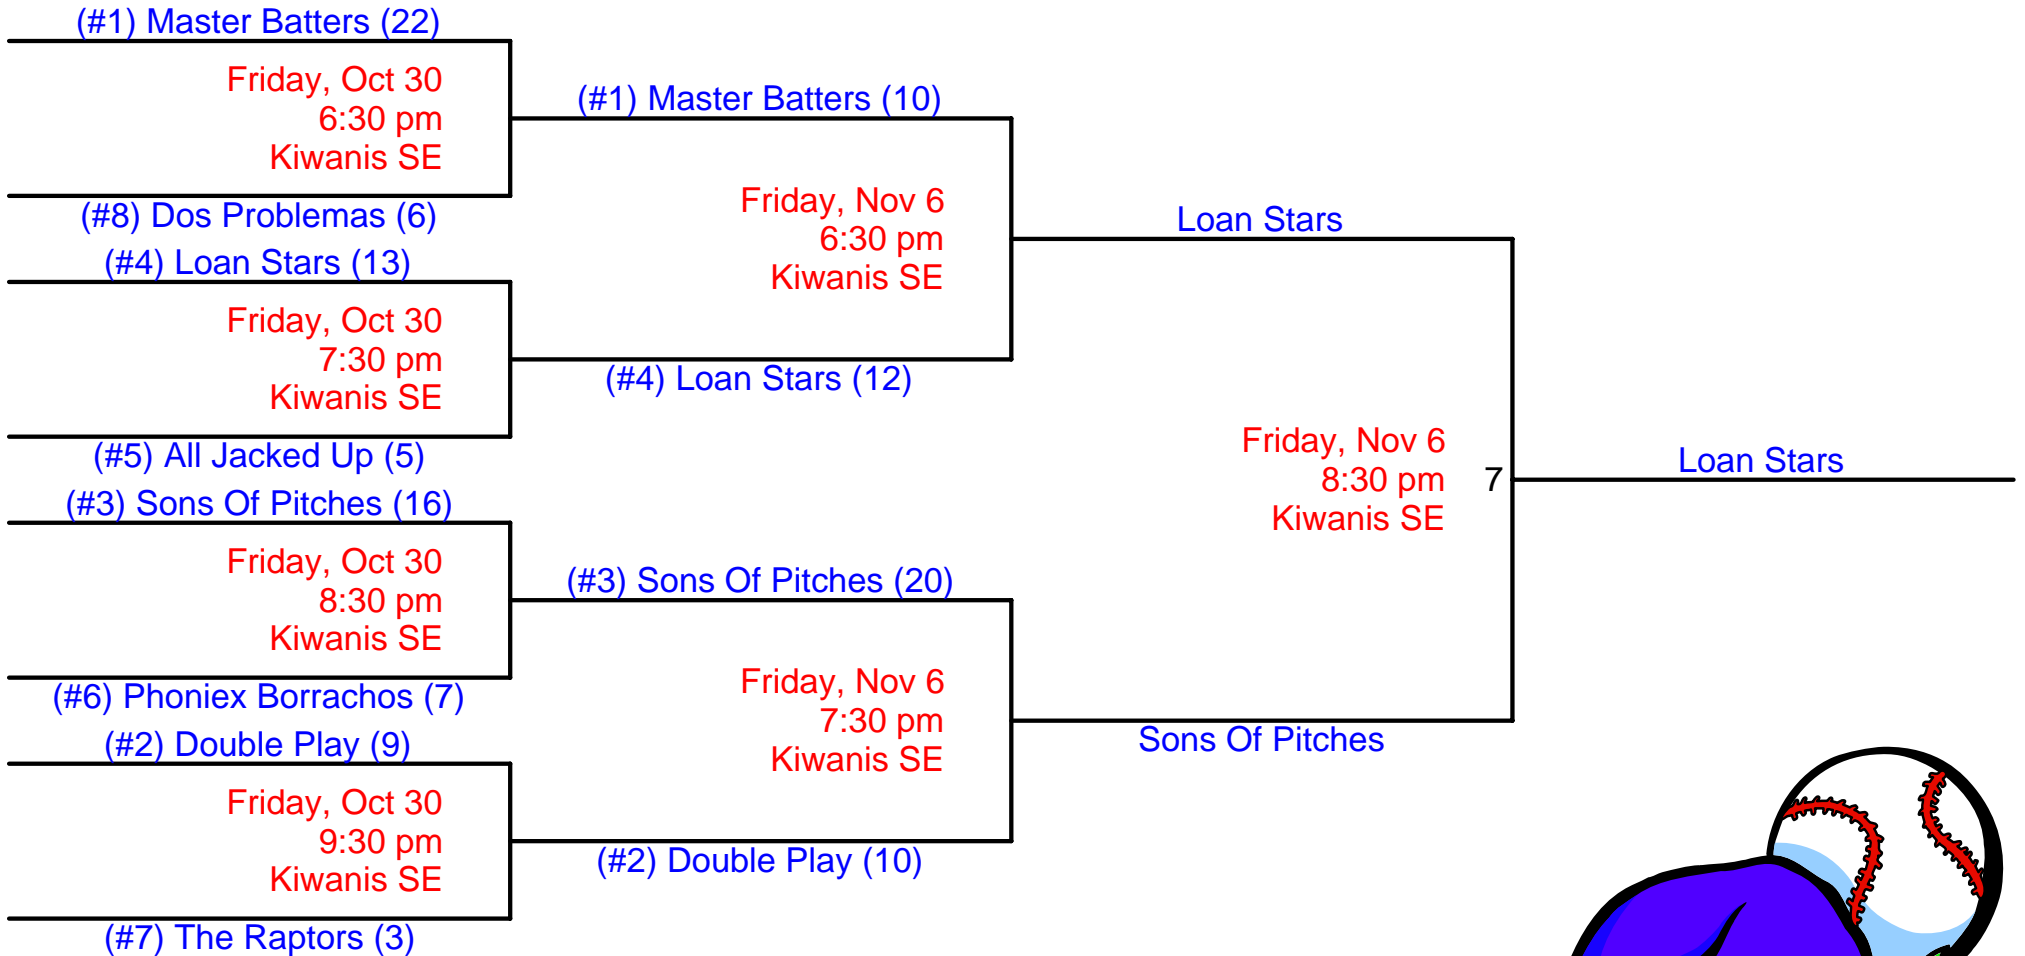 (#1) Master Batters (22)
Friday, Oct 30
6:30 pm
Kiwanis SE
(#8) Dos Problemas (6)
(#4) Loan Stars (13)
Friday, Oct 30
7:30 pm
Kiwanis SE
(#5) All Jacked Up (5)
(#3) Sons Of Pitches (16)
Friday, Oct 30
8:30 pm
Kiwanis SE
(#6) Phoniex Borrachos (7)
(#2) Double Play (9)
Friday, Oct 30
9:30 pm
Kiwanis SE
(#7) The Raptors (3)
(#1) Master Batters (10)
Friday, Nov 6
6:30 pm
Kiwanis SE
(#4) Loan Stars (12)
(#3) Sons Of Pitches (20)
Friday, Nov 6
7:30 pm
Kiwanis SE
(#2) Double Play (10)
Loan Stars
Friday, Nov 6
8:30 pm 7
Kiwanis SE
Sons Of Pitches
Loan Stars